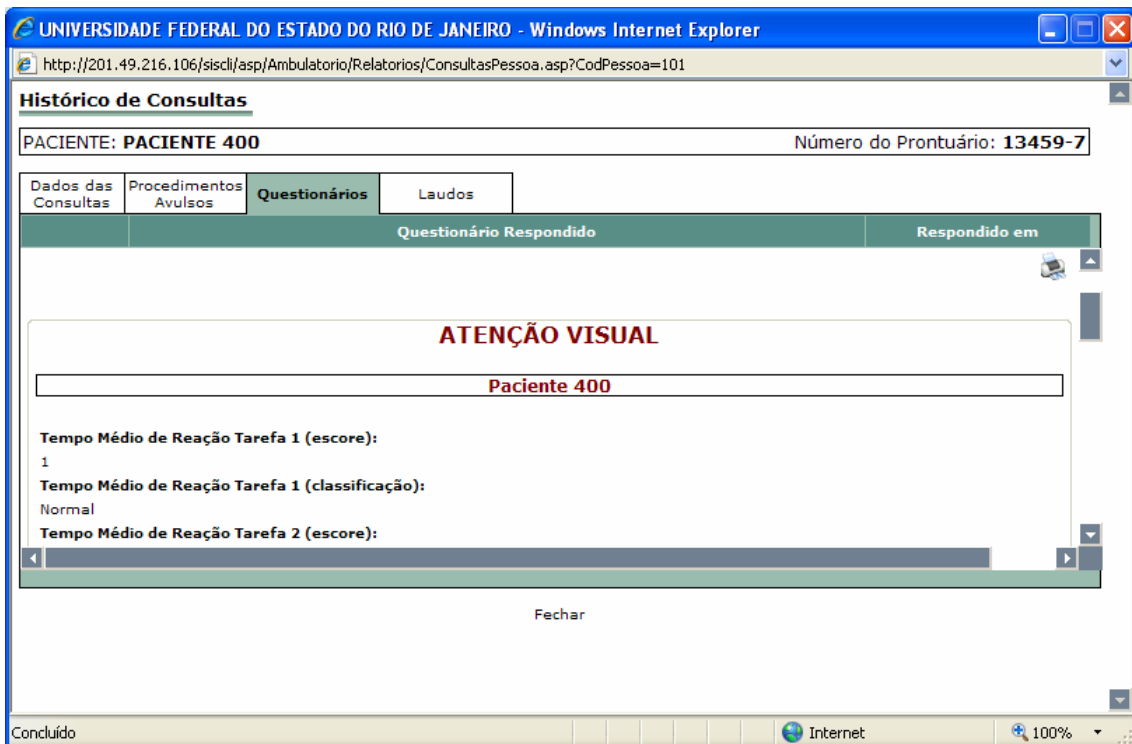 UNIVERSIDADE FEDERAL DO ESTADO DO RIO DE JANEIRO - Windows Internet Explorer
http://201.49.216.106/siscli/asp/Ambulatorio/Relatorios/ConsultasPessoa.asp?CodPessoa=101
Histórico de Consultas
PACIENTE: PACIENTE 400 Número do Prontuário: 13459-7
Dados das Consultas Procedimentos Avulsos Questionários Laudos
Questionário Respondido Respondido em
ATENÇÃO VISUAL
Paciente 400
Tempo Médio de Reação Tarefa 1 (escore):
1
Tempo Médio de Reação Tarefa 1 (classificação):
Normal
Tempo Médio de Reação Tarefa 2 (escore):
Fechar
Concluído Internet 100%